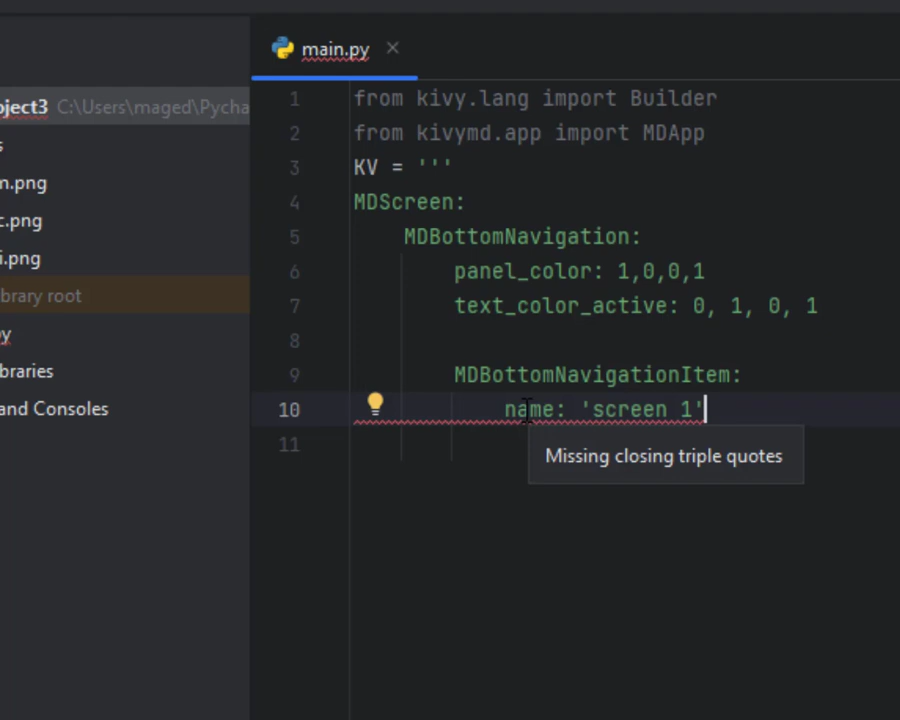 main.py
oject3 C:\Users\maged\Pycha
s
n.png
c.png
i.png
brary root
y
braries
and Consoles
1 from kivy.lang import Builder
2 from kivymd.app import MDApp
3 KV = '''
4 MDScreen:
5 MDBottomNavigation:
6 panel_color: 1,0,0,1
7 text_color_active: 0, 1, 0, 1
8
9 MDBottomNavigationItem:
10 name: 'screen 1'
11
Missing closing triple quotes